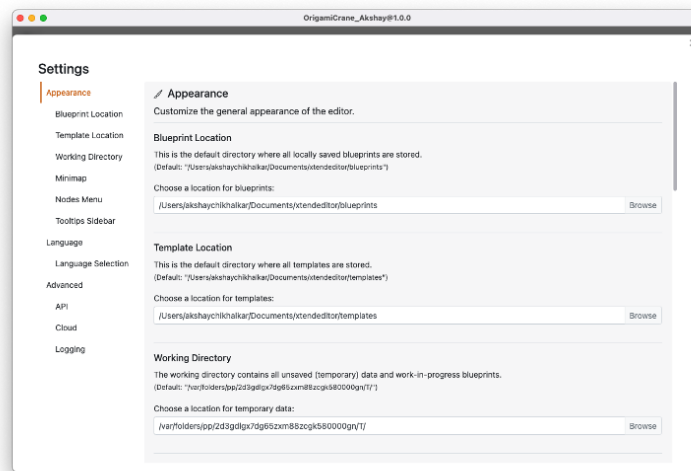 OrigamiCrane_Akshay@1.0.0
Settings
Appearance
Blueprint Location
Template Location
Working Directory
Minimap
Nodes Menu
Tooltips Sidebar
Language
Language Selection
Advanced
API
Cloud
Logging
Appearance
Customize the general appearance of the editor.
Blueprint Location
This is the default directory where all locally saved blueprints are stored.
(Default: "/Users/akshaychikhalkar/Documents/xtendeditor/blueprints")
Choose a location for blueprints:
/Users/akshaychikhalkar/Documents/xtendeditor/blueprints Browse
Template Location
This is the default directory where all templates are stored.
(Default: "/Users/akshaychikhalkar/Documents/xtendeditor/templates")
Choose a location for templates:
/Users/akshaychikhalkar/Documents/xtendeditor/templates Browse
Working Directory
The working directory contains all unsaved (temporary) data and work-in-progress blueprints.
(Default: "/var/folders/pp/2d3gdlgx7dg65zxm88zcgk580000gn/T/")
Choose a location for temporary data:
/var/folders/pp/2d3gdlgx7dg65zxm88zcgk580000gn/T/ Browse